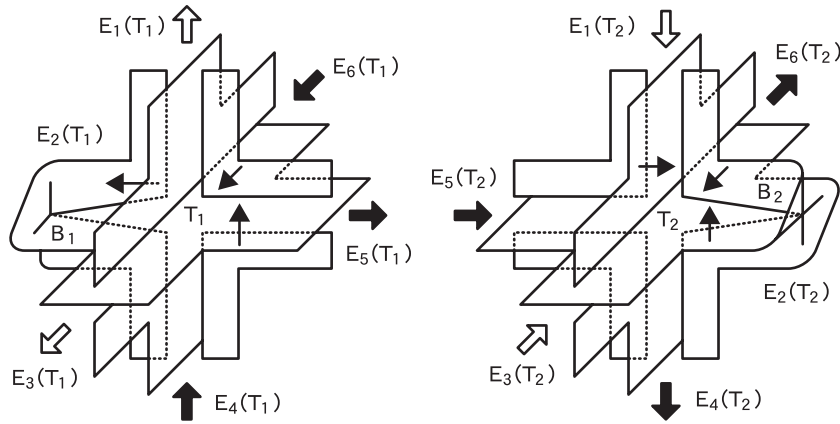 E₁(T₁)
E₆(T₁)
E₂(T₁)
T₁
B₁
E₅(T₁)
E₃(T₁)
E₄(T₁)
E₁(T₂)
E₆(T₂)
E₅(T₂)
B₂
T₂
E₂(T₂)
E₃(T₂)
E₄(T₂)